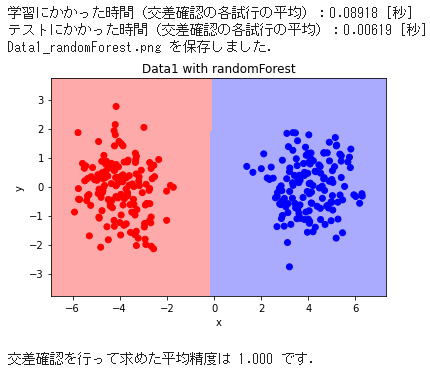 学習にかかった時間（交差確認の各試行の平均）：0.08918 [秒]
テストにかかった時間（交差確認の各試行の平均）：0.00619 [秒]
Data1_randomForest.png を保存しました.
Data1 with randomForest
3
2
1
0
−1
−2
−3
y
−6
−4
−2
0
2
4
6
x
交差確認を行って求めた平均精度は 1.000 です.